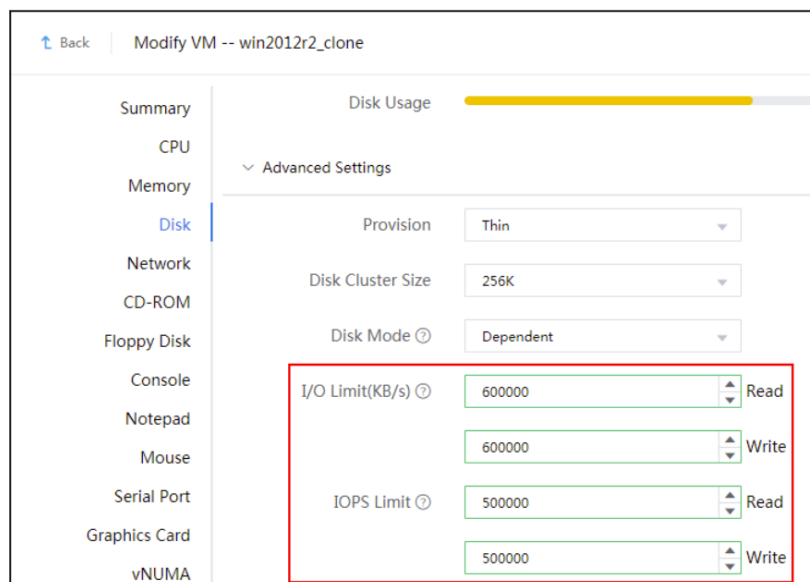 Back Modify VM -- win2012r2_clone
Summary
CPU
Memory
Disk
Network
CD-ROM
Floppy Disk
Console
Notepad
Mouse
Serial Port
Graphics Card
vNUMA
Disk Usage
Advanced Settings
Provision Thin
Disk Cluster Size 256K
Disk Mode ? Dependent
I/O Limit(KB/s) ? 600000 Read
600000 Write
IOPS Limit ? 500000 Read
500000 Write